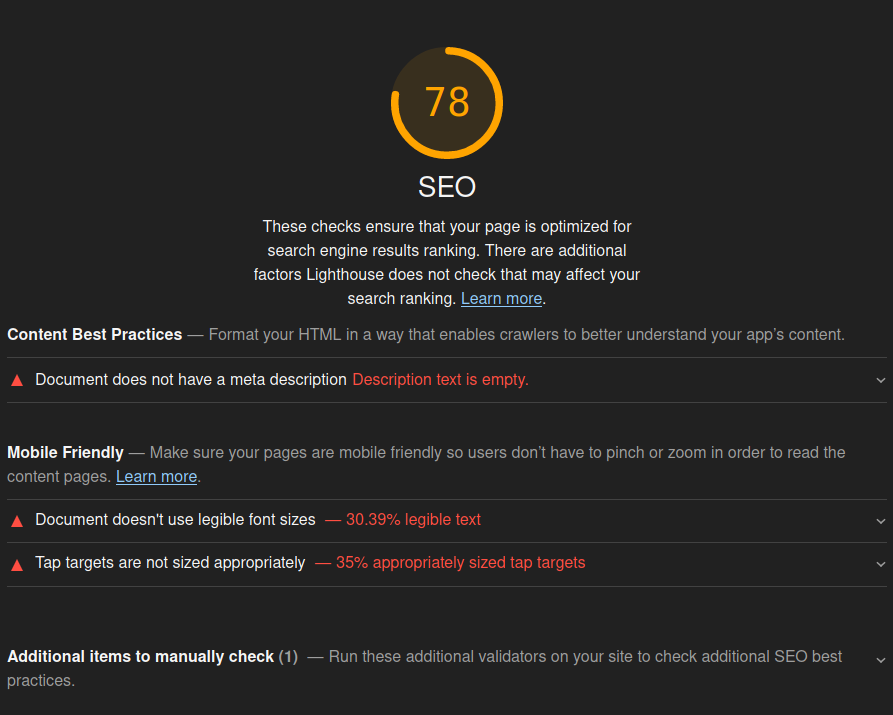 78
SEO
These checks ensure that your page is optimized for
search engine results ranking. There are additional
factors Lighthouse does not check that may affect your
search ranking. Learn more.
Content Best Practices — Format your HTML in a way that enables crawlers to better understand your app’s content.
Document does not have a meta description Description text is empty.
Mobile Friendly — Make sure your pages are mobile friendly so users don’t have to pinch or zoom in order to read the
content pages. Learn more.
Document doesn't use legible font sizes — 30.39% legible text
Tap targets are not sized appropriately — 35% appropriately sized tap targets
Additional items to manually check (1) — Run these additional validators on your site to check additional SEO best
practices.